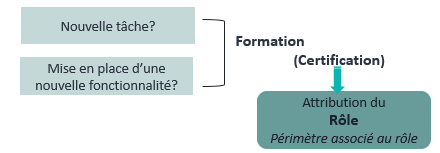 Nouvelle tâche?
Mise en place d'une
nouvelle fonctionnalité?
Formation
(Certification)
Attribution du
Rôle
Périmètre associé au rôle